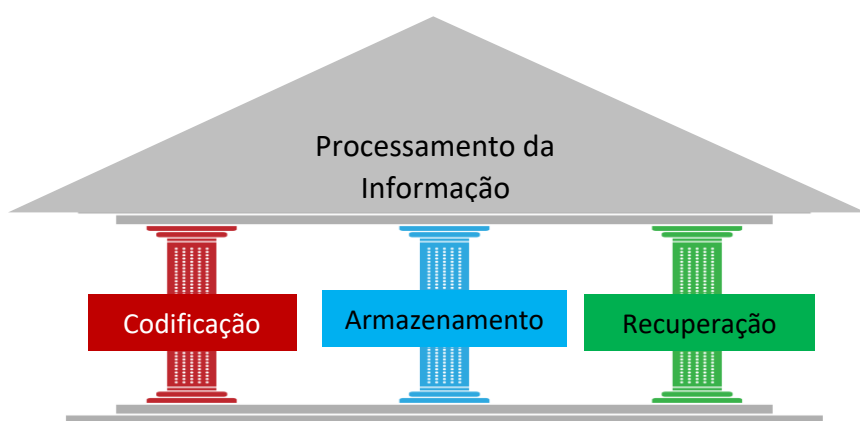 Processamento da
Informação
Codificação
Armazenamento
Recuperação